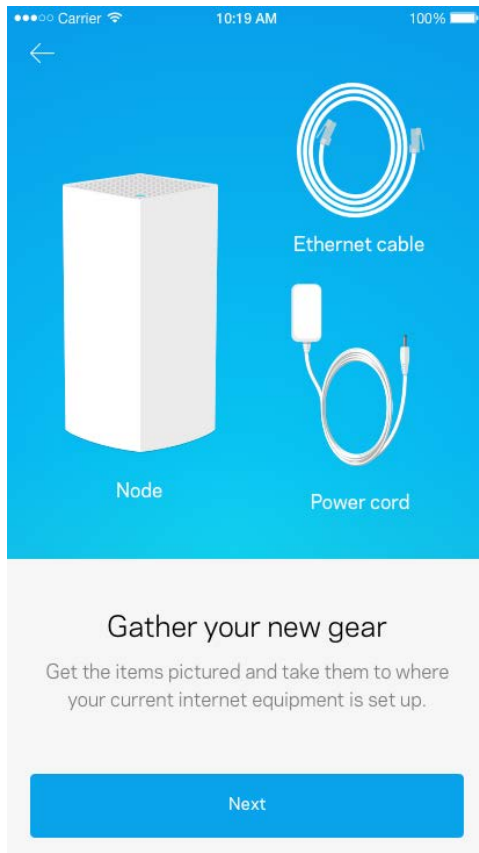 Carrier 10:19 AM 100%
Ethernet cable
Node
Power cord
Gather your new gear
Get the items pictured and take them to where
your current internet equipment is set up.
Next